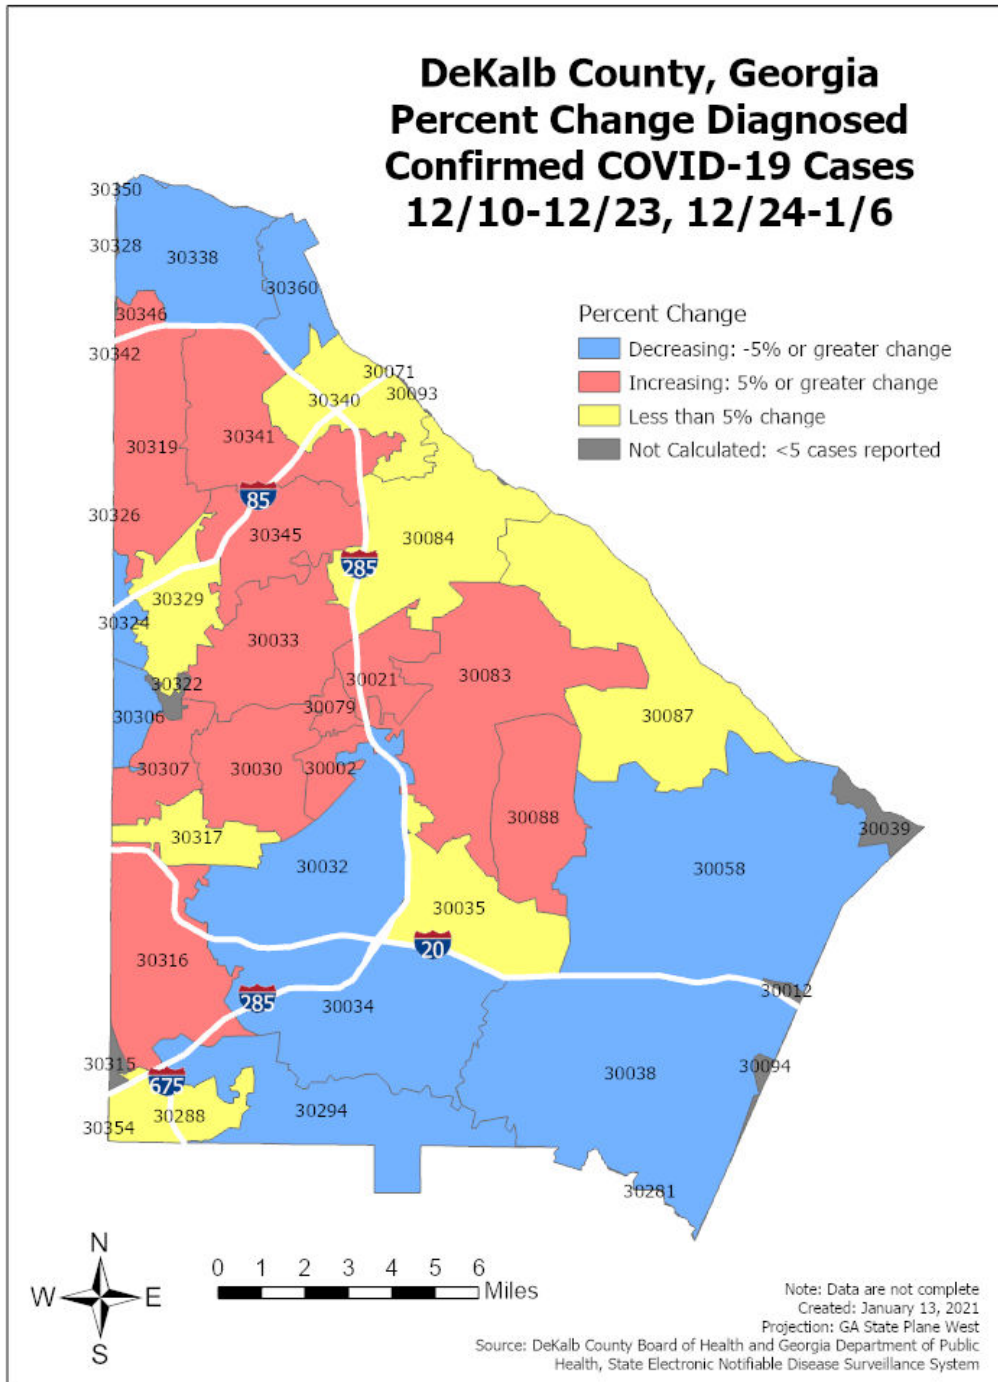 DeKalb County, Georgia
Percent Change Diagnosed
Confirmed COVID-19 Cases
12/10-12/23, 12/24-1/6
30350
30328
30338
30360
30346
30342
Percent Change
Decreasing: -5% or greater change
Increasing: 5% or greater change
Less than 5% change
Not Calculated: <5 cases reported
30071
30093
30340
30341
30319
85
30326
30345
30084
285
30329
30324
30033
30322
30021
30083
30079
30306
30087
30307
30030
30002
30317
30088
30039
30032
30058
30035
20
30316
30012
285
30034
30315
30094
675
30038
30288
30294
30354
30281
N
W
E
S
0 1 2 3 4 5 6
Miles
Note: Data are not complete
Created: January 13, 2021
Projection: GA State Plane West
Source: DeKalb County Board of Health and Georgia Department of Public
Health, State Electronic Notifiable Disease Surveillance System